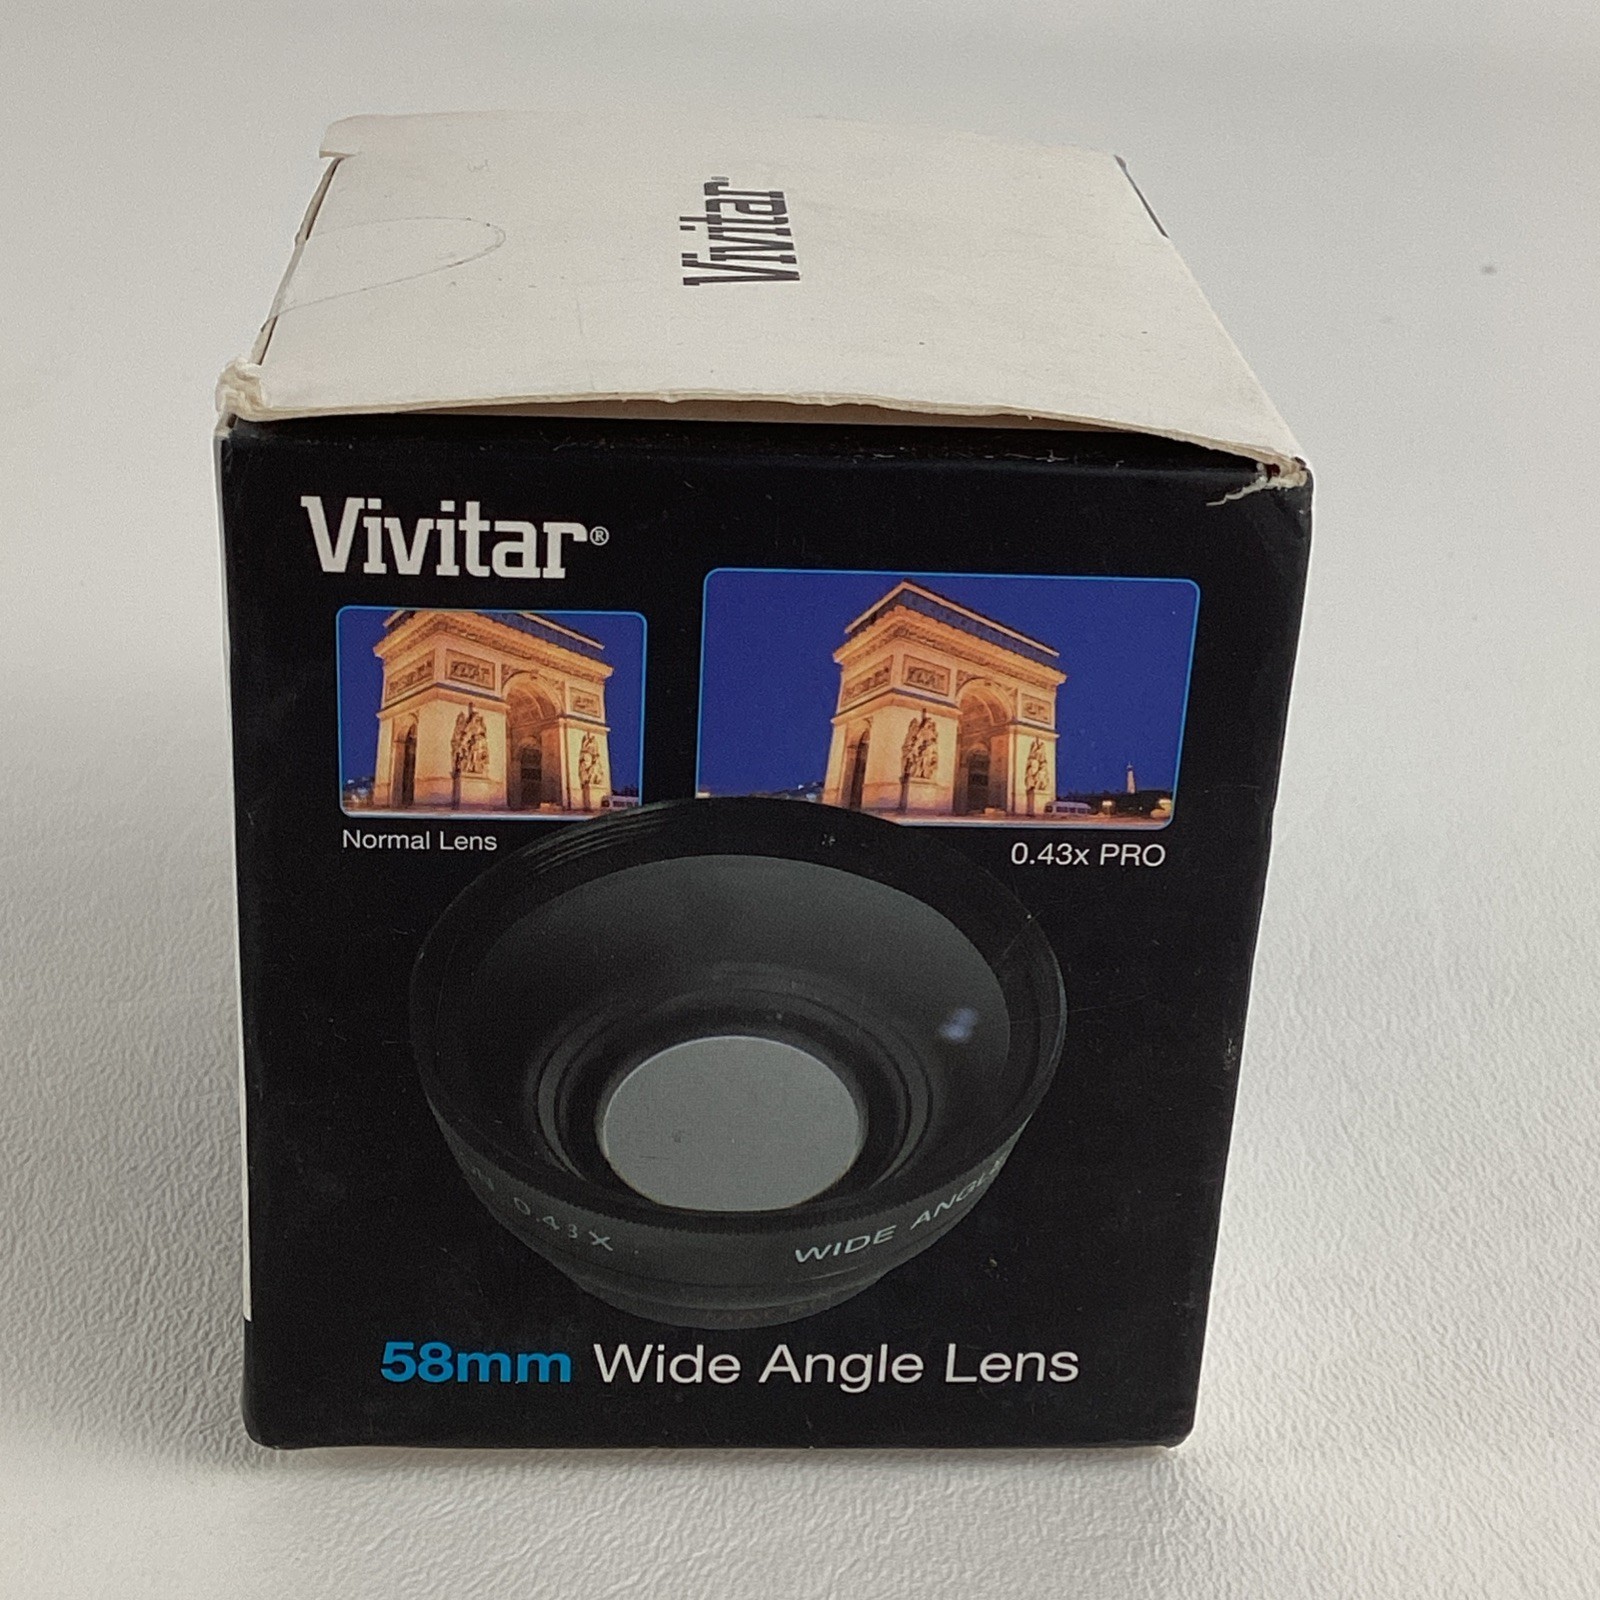 Vivitar
Vivitar®
Normal Lens
0.43x PRO
0.43X
WIDE ANGLE
58mm Wide Angle Lens